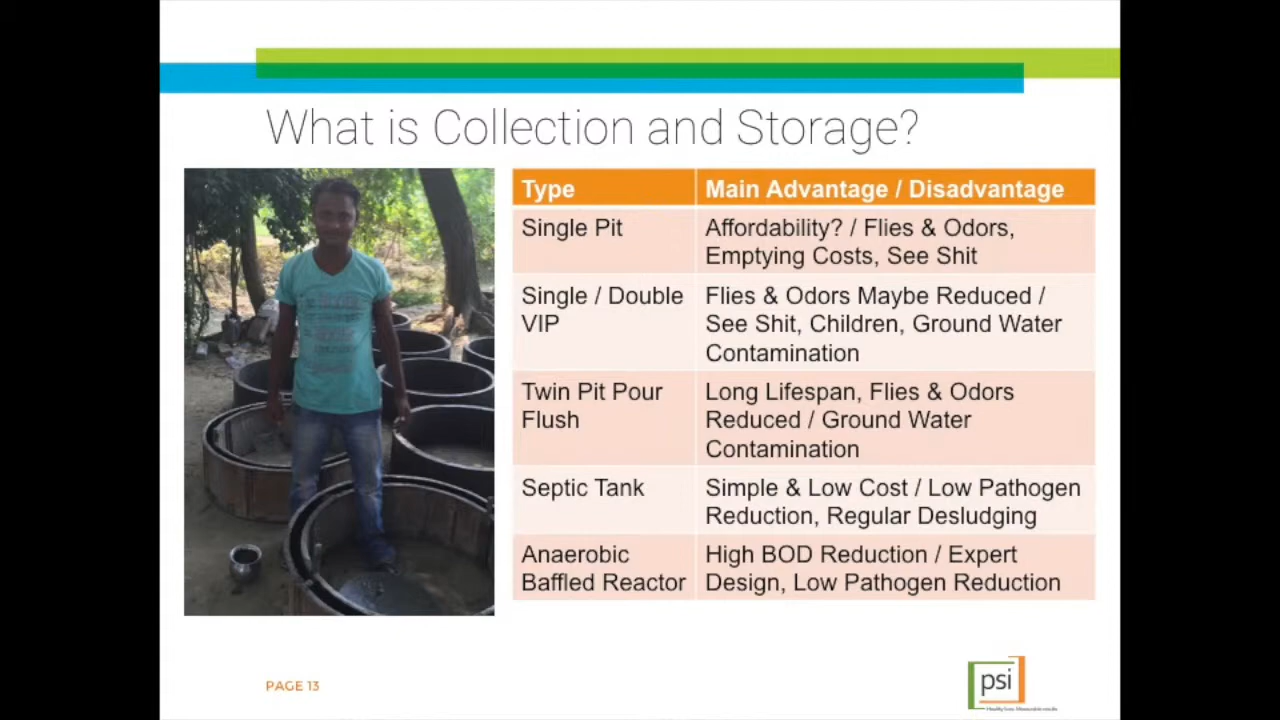 What is Collection and Storage?
Type
Main Advantage / Disadvantage
Single Pit
Affordability? / Flies & Odors,
Emptying Costs, See Shit
Single / Double
VIP
Flies & Odors Maybe Reduced /
See Shit, Children, Ground Water
Contamination
Twin Pit Pour
Flush
Long Lifespan, Flies & Odors
Reduced / Ground Water
Contamination
Septic Tank
Simple & Low Cost / Low Pathogen
Reduction, Regular Desludging
Anaerobic
Baffled Reactor
High BOD Reduction / Expert
Design, Low Pathogen Reduction
PAGE 13
psi